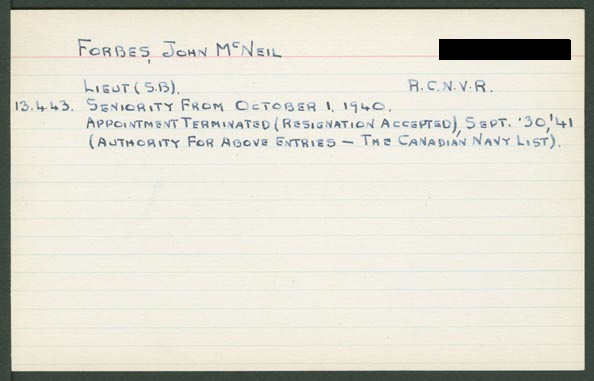 FORBES, JOHN McNEIL
LIEUT (S.B). R.C.N.V.R.
13.4.43. SENIORITY FROM OCTOBER 1, 1940.
APPOINTMENT TERMINATED (RESIGNATION ACCEPTED), SEPT. '30,'41
(AUTHORITY FOR ABOVE ENTRIES - THE CANADIAN NAVY LIST).